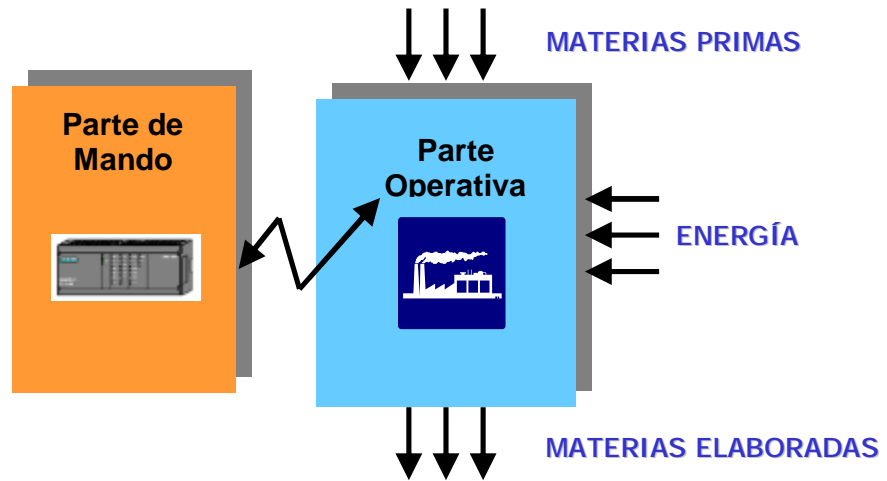 MATERIAS PRIMAS
Parte de
Mando
Parte
Operativa
ENERGÍA
MATERIAS ELABORADAS